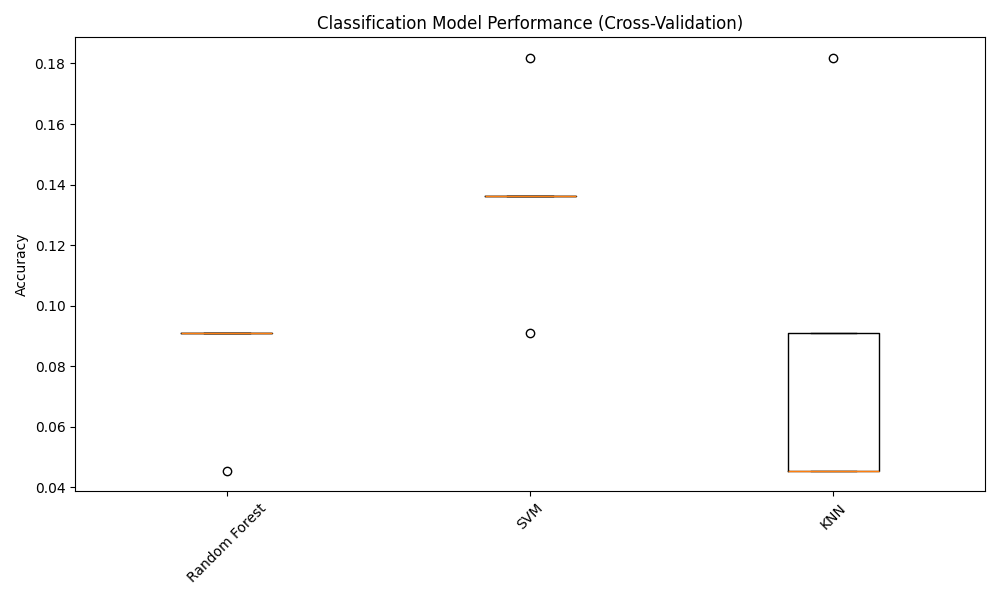 Classification Model Performance (Cross-Validation)
0.18
0.16
0.14
0.12
0.10
0.08
0.06
0.04
Accuracy
Random Forest
SVM
KNN